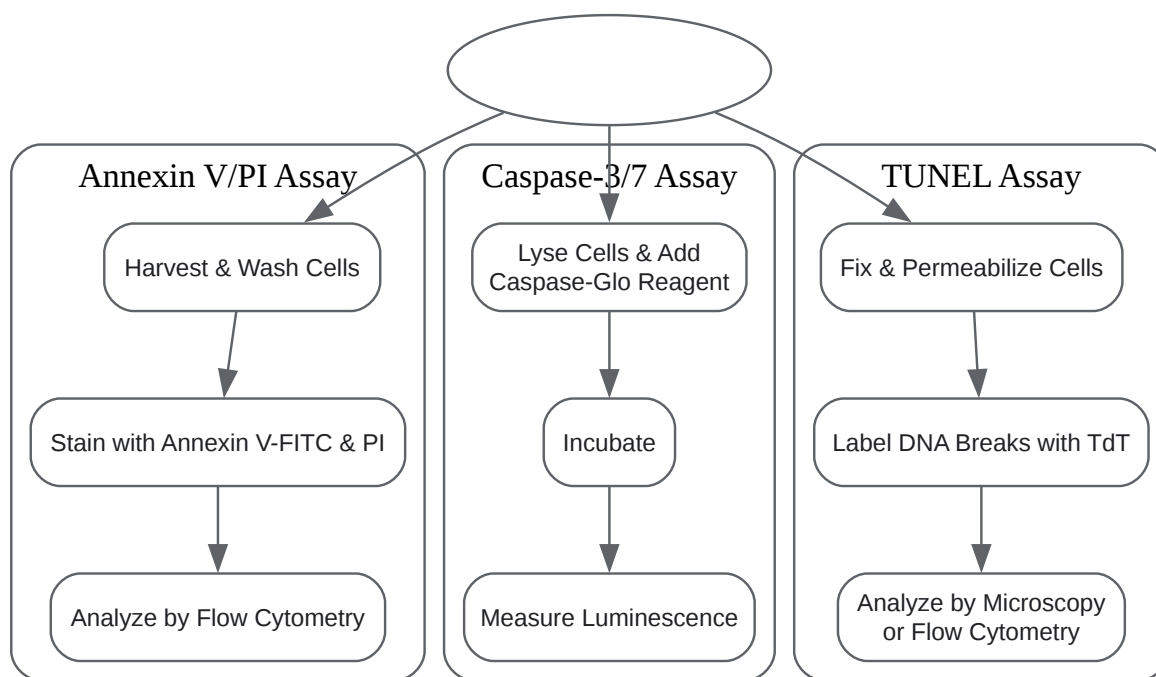 Annexin V/PI Assay
Harvest & Wash Cells
Stain with Annexin V-FITC & PI
Analyze by Flow Cytometry
Caspase-3/7 Assay
Lyse Cells & Add
Caspase-Glo Reagent
Incubate
Measure Luminescence
TUNEL Assay
Fix & Permeabilize Cells
Label DNA Breaks with TdT
Analyze by Microscopy
or Flow Cytometry